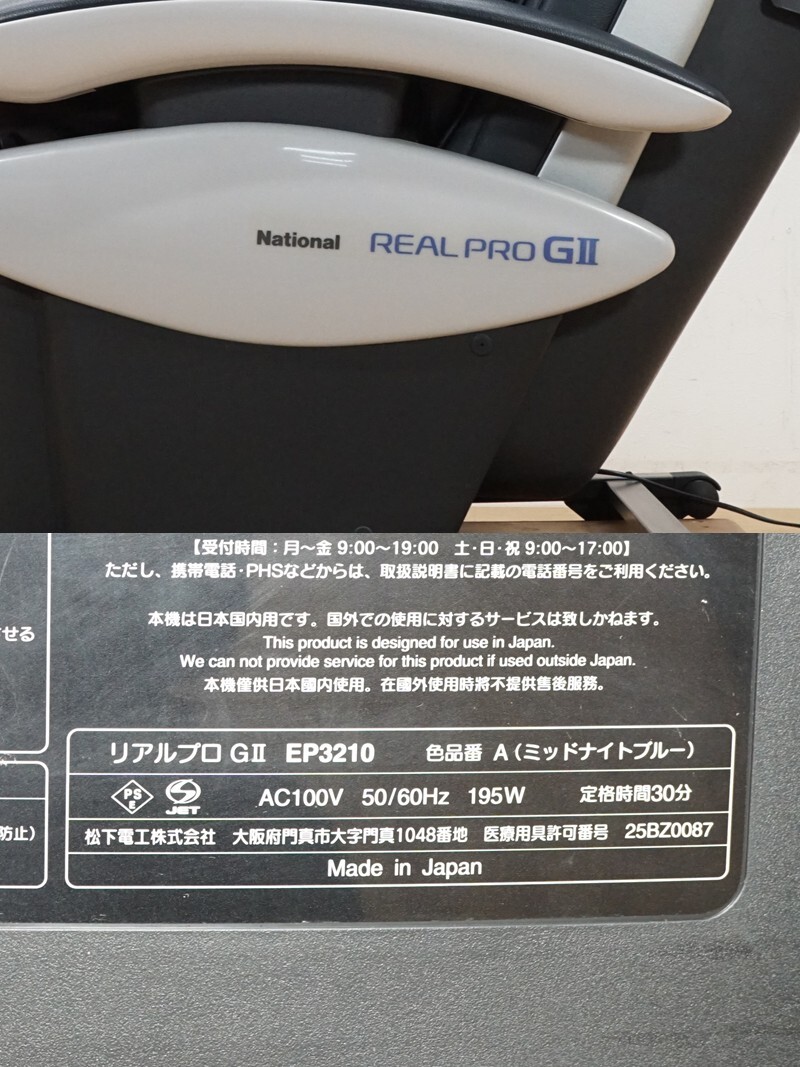 National REAL PRO GⅡ
【受付時間：月～金 9:00～19:00 土・日・祝 9:00～17:00】
ただし、携帯電話・PHSなどからは、取扱説明書に記載の電話番号をご利用ください。
せる
本機は日本国内用です。国外での使用に対するサービスは致しかねます。
This product is designed for use in Japan.
We can not provide service for this product if used outside Japan.
本機僅供日本國内使用。在國外使用時將不提供售後服務。
リアルプロ GⅡ EP3210 色品番 A（ミッドナイトブルー）
PS E JET AC100V 50/60Hz 195W 定格時間30分
防止）
松下電工株式会社 大阪府門真市大字門真1048番地 医療用具許可番号 25BZ0087
Made in Japan